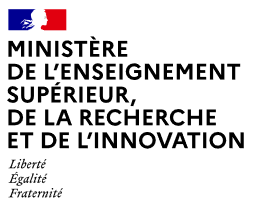 MINISTÈRE
DE L'ENSEIGNEMENT
SUPÉRIEUR,
DE LA RECHERCHE
ET DE L'INNOVATION
Liberté
Égalité
Fraternité